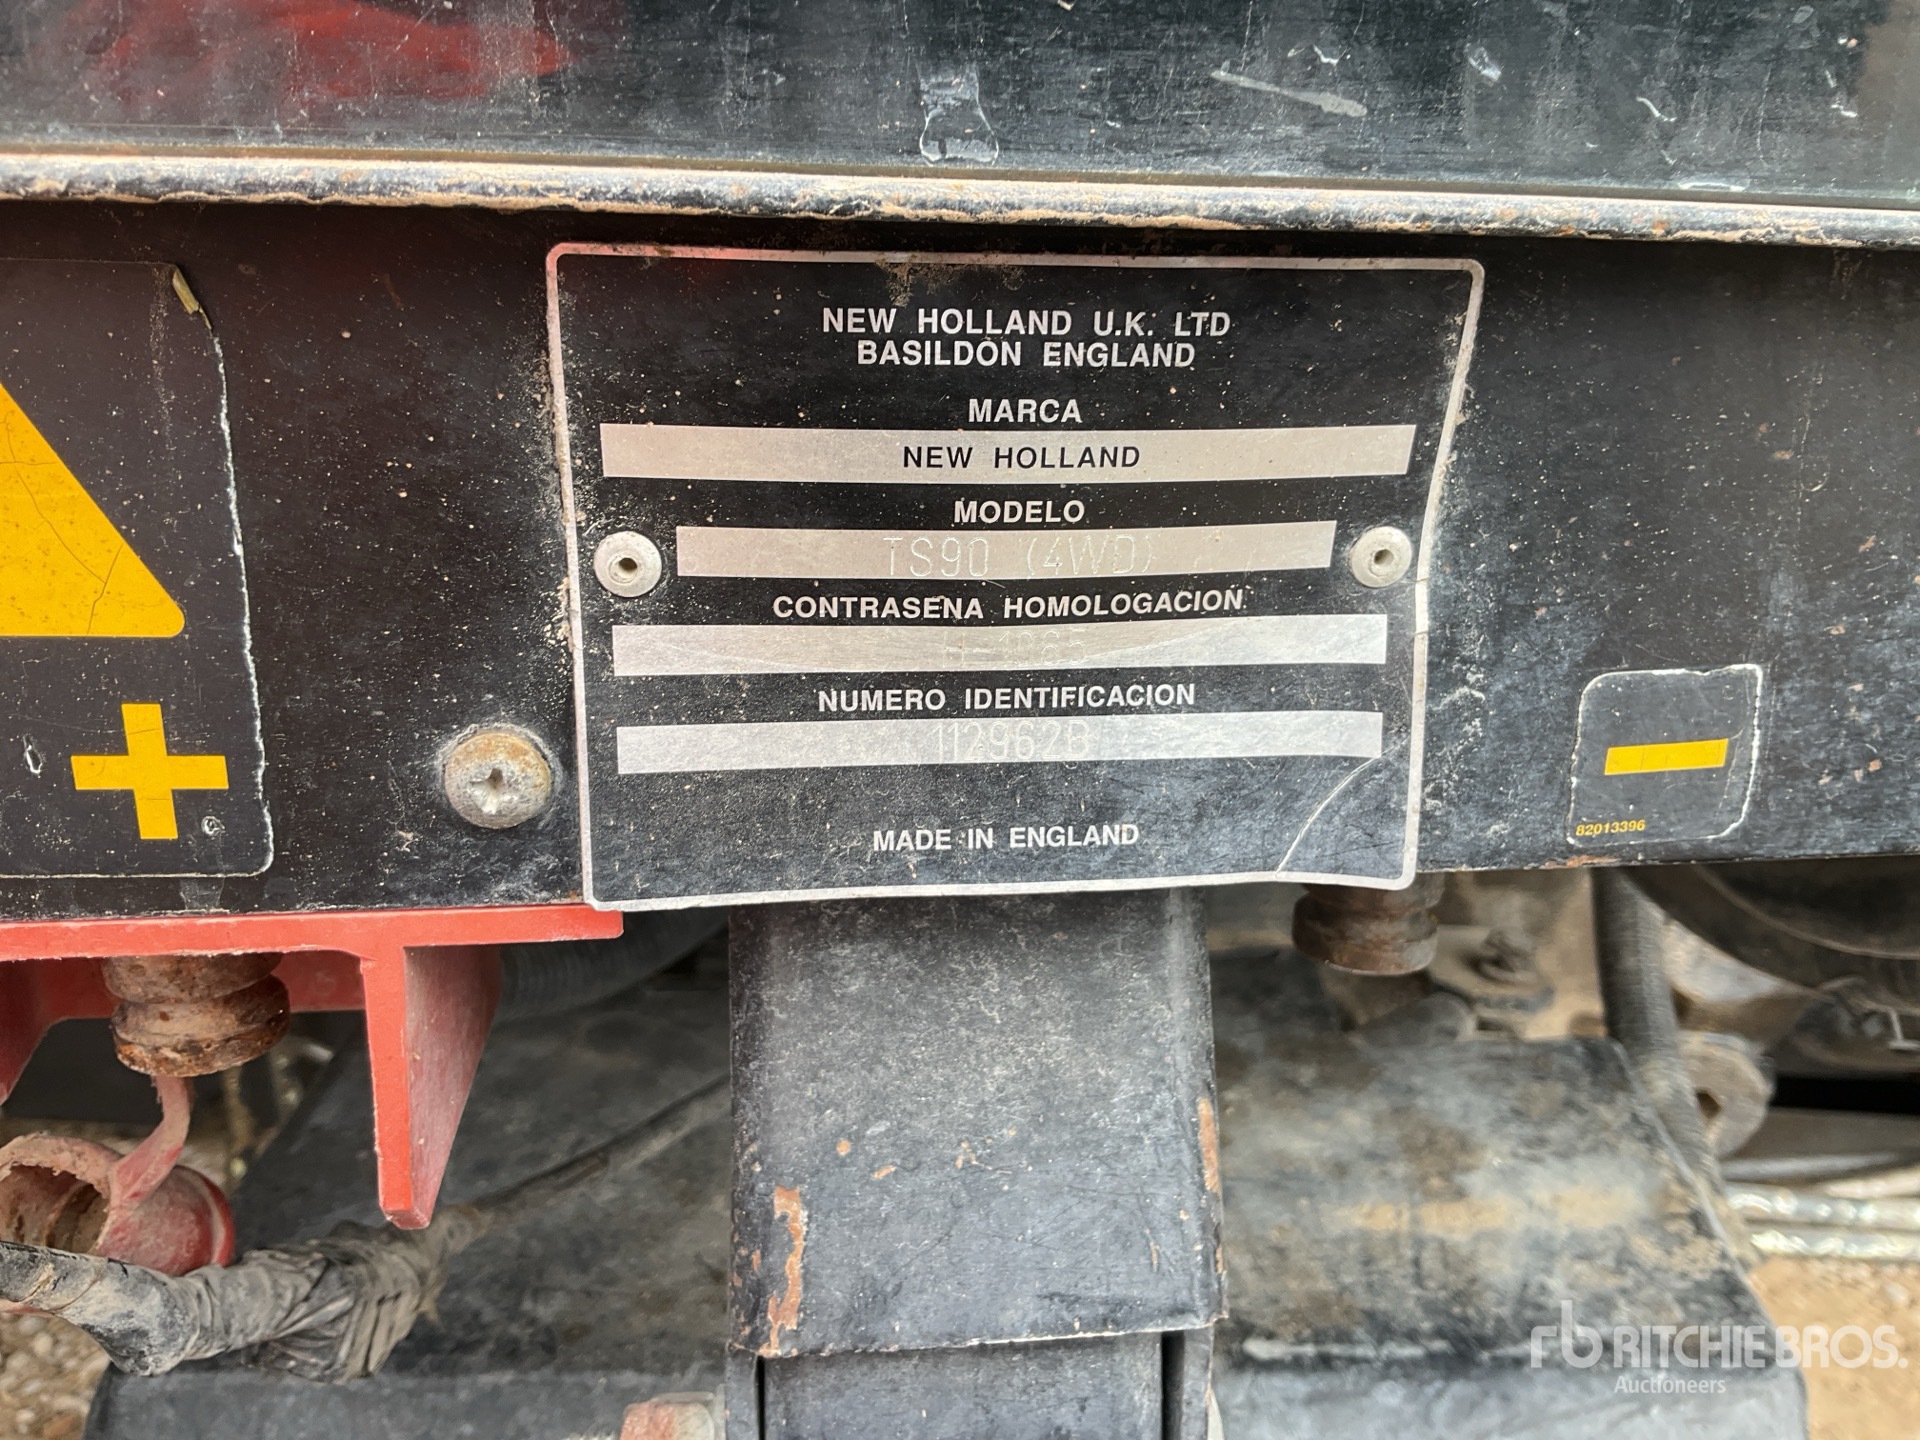 NEW HOLLAND U.K. LTD
BASILDON ENGLAND
MARCA
NEW HOLLAND
MODELO
TS90 (4WD)
CONTRASENA HOMOLOGACION
NUMERO IDENTIFICACION
112962B
MADE IN ENGLAND
82013396
rb RITCHIE BROS.
Auctioneers